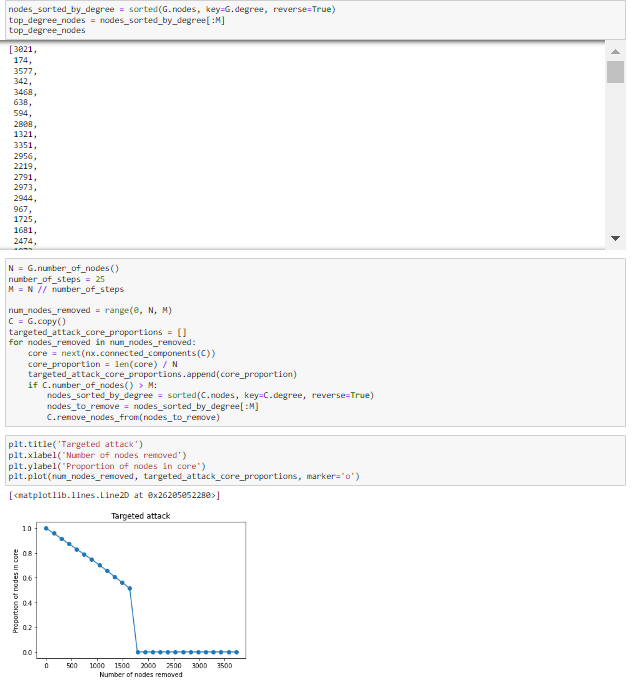 nodes_sorted_by_degree = sorted(G.nodes, key=G.degree, reverse=True)
top_degree_nodes = nodes_sorted_by_degree[:M]
top_degree_nodes
[3021,
174,
3577,
342,
3468,
638,
594,
2808,
1321,
3351,
2956,
2219,
2791,
2973,
2944,
967,
1725,
1681,
2474,
N = G.number_of_nodes()
number_of_steps = 25
M = N // number_of_steps
num_nodes_removed = range(0, N, M)
C = G.copy()
targeted_attack_core_proportions = []
for nodes_removed in num_nodes_removed:
    core = next(nx.connected_components(C))
    core_proportion = len(core) / N
    targeted_attack_core_proportions.append(core_proportion)
    if C.number_of_nodes() > M:
        nodes_sorted_by_degree = sorted(C.nodes, key=C.degree, reverse=True)
        nodes_to_remove = nodes_sorted_by_degree[:M]
        C.remove_nodes_from(nodes_to_remove)
plt.title('Targeted attack')
plt.xlabel('Number of nodes removed')
plt.ylabel('Proportion of nodes in core')
plt.plot(num_nodes_removed, targeted_attack_core_proportions, marker='o')
[<matplotlib.lines.Line2D at 0x26205052280>]
Targeted attack
Proportion of nodes in core
1.0
0.8
0.6
0.4
0.2
0.0
0 500 1000 1500 2000 2500 3000 3500
Number of nodes removed